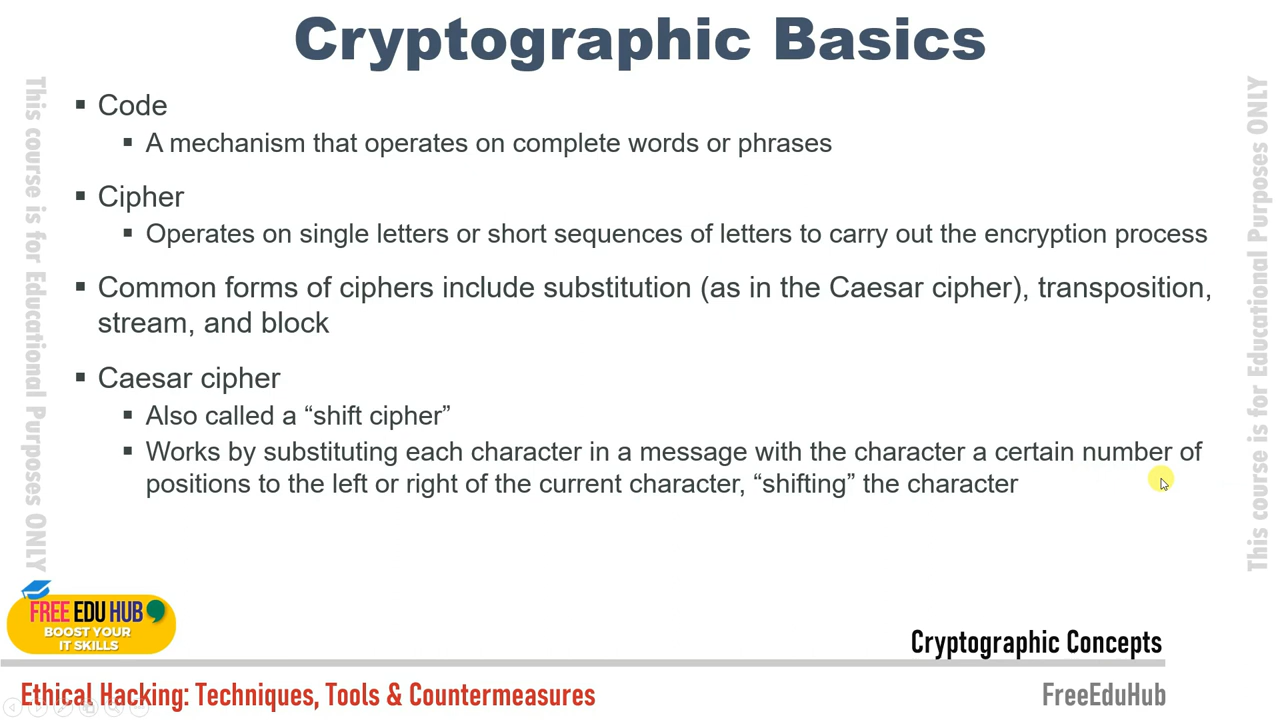 Cryptographic Basics
▪ Code
▪ A mechanism that operates on complete words or phrases
▪ Cipher
▪ Operates on single letters or short sequences of letters to carry out the encryption process
▪ Common forms of ciphers include substitution (as in the Caesar cipher), transposition,
stream, and block
▪ Caesar cipher
▪ Also called a “shift cipher”
▪ Works by substituting each character in a message with the character a certain number of
positions to the left or right of the current character, “shifting” the character
This course is for Educational Purposes ONLY
This course is for Educational Purposes ONLY
FREE EDU HUB
BOOST YOUR
IT SKILLS
Cryptographic Concepts
Ethical Hacking: Techniques, Tools & Countermeasures
FreeEduHub